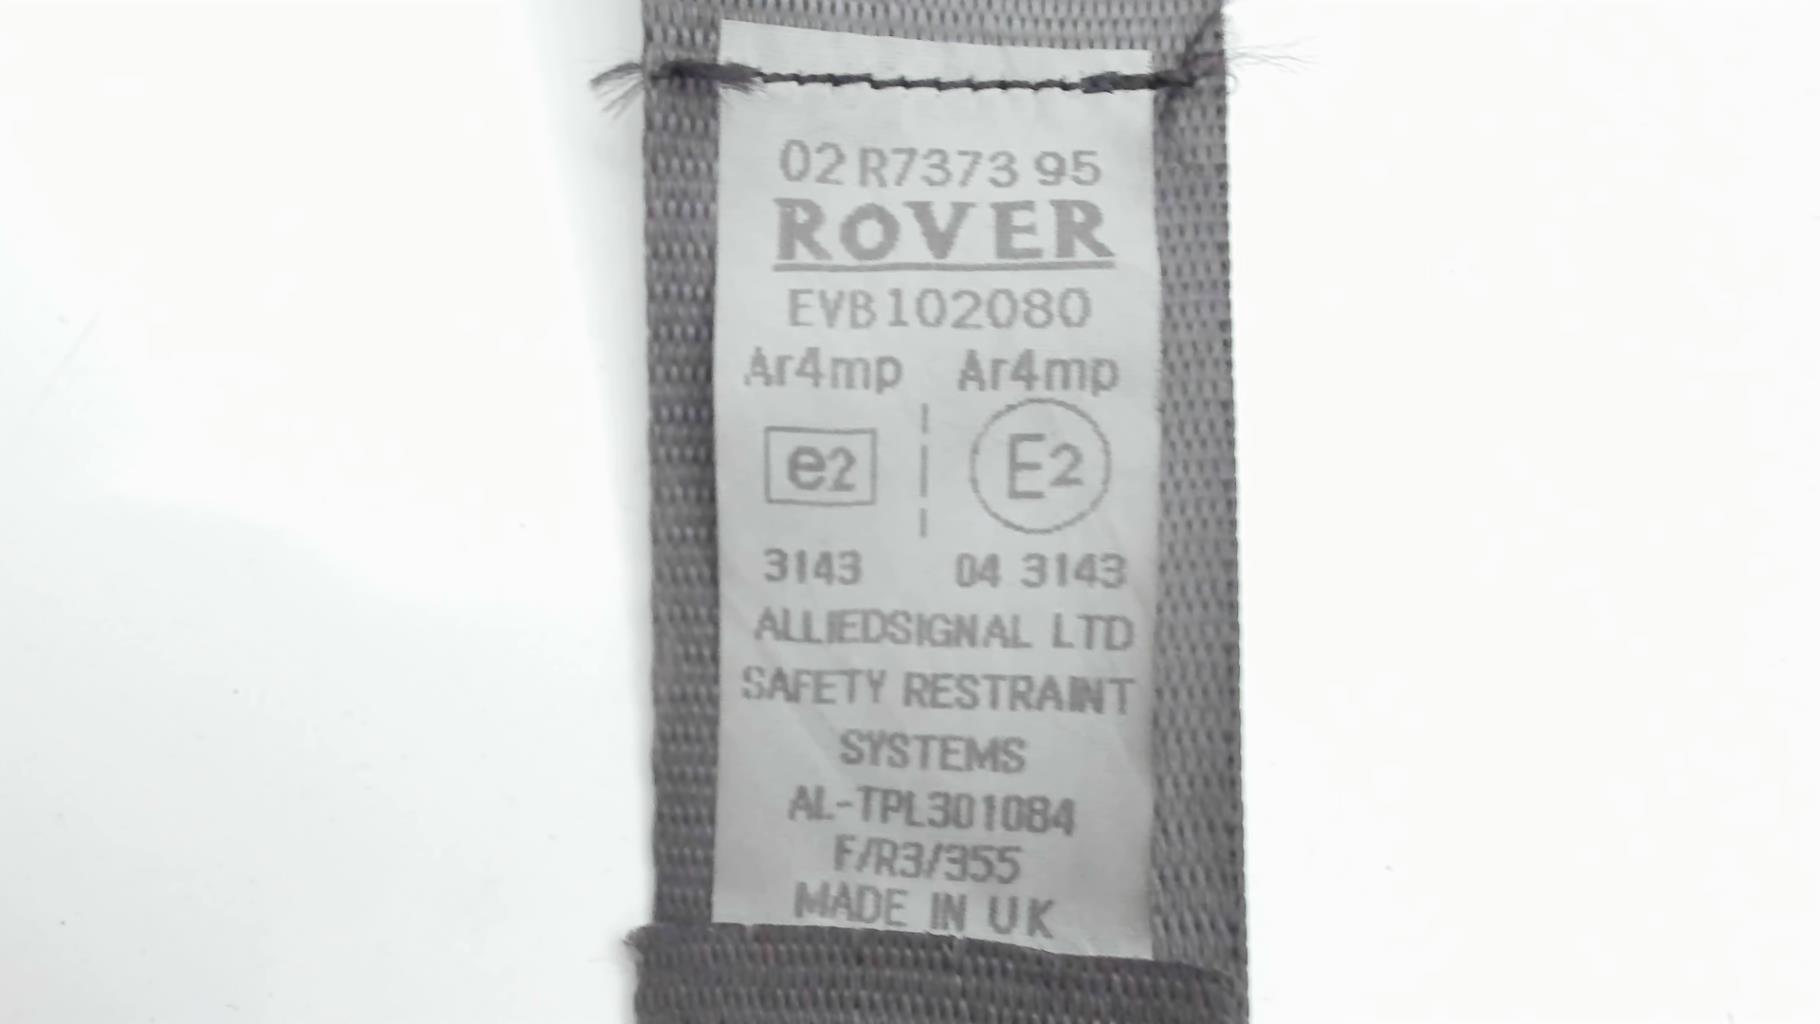 02 R7373 95
ROVER
EVB102080
Ar4mp Ar4mp
e2 E2
3143 04 3143
ALLIEDSIGNAL LTD
SAFETY RESTRAINT
SYSTEMS
AL-TPL301084
F/R3/355
MADE IN UK